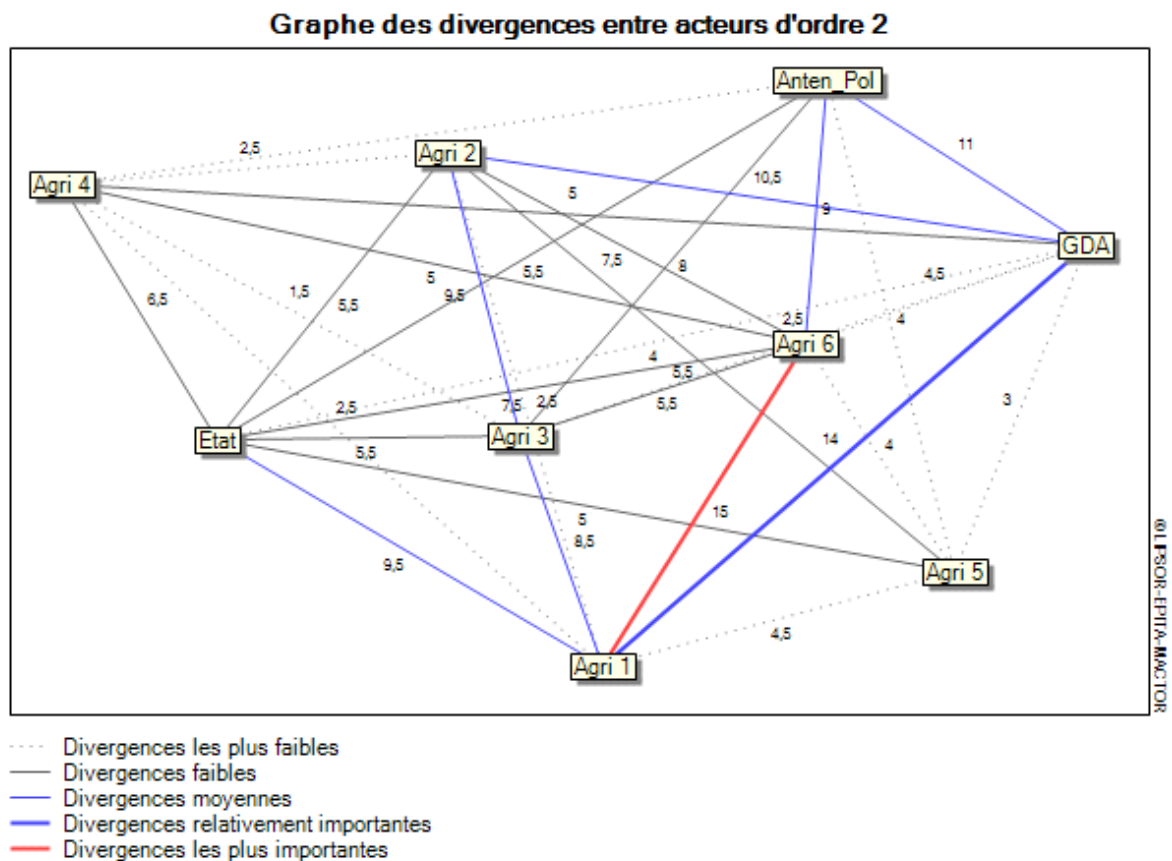 Graphe des divergences entre acteurs d'ordre 2
Anten_Pol
2,5
11
Agri 2
Agri 4
10,5
5
9
GDA
7,5
8
5
5,5
4,5
1,5
9,5
6,5
5,5
2,5
4
Agri 6
4
5,5
2,5
7,5
2,5
5,5
3
Etat
Agri 3
14
4
5,5
15
5
8,5
9,5
Agri 5
4,5
Agri 1
@LIPSOR-EPITA-MACTOR
Divergences les plus faibles
Divergences faibles
Divergences moyennes
Divergences relativement importantes
Divergences les plus importantes